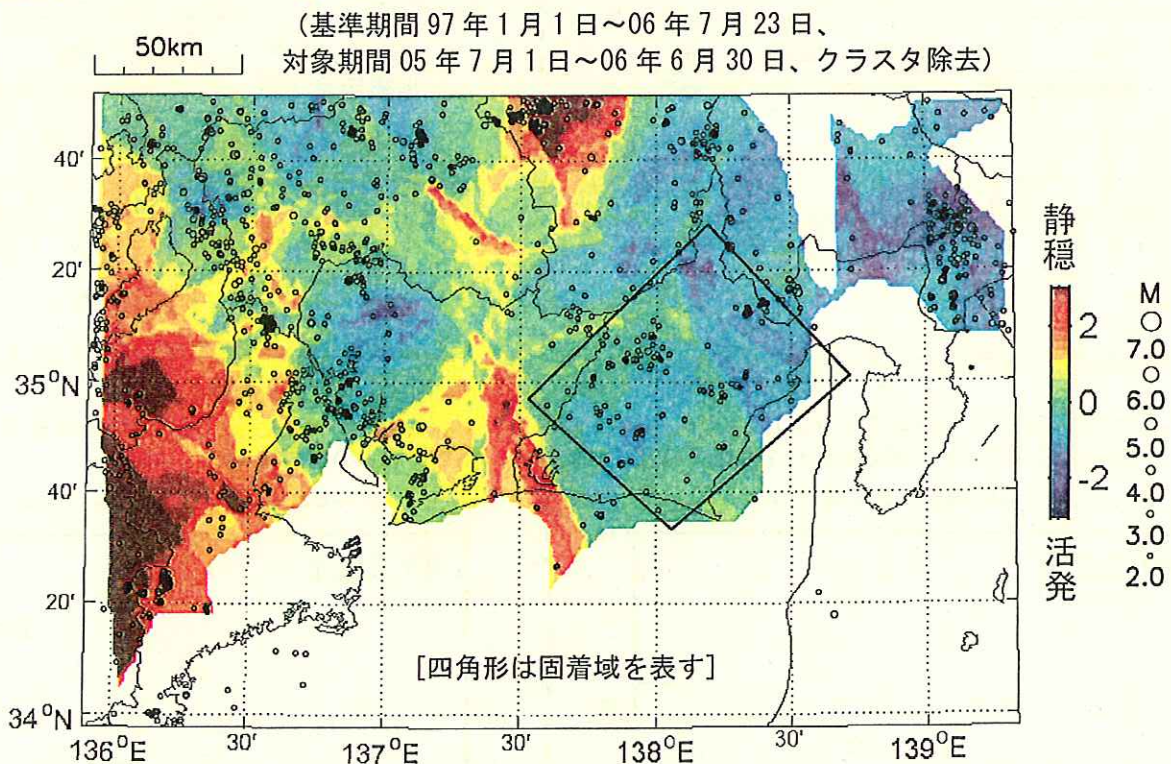 (基準期間 97 年 1 月 1 日～06 年 7 月 23 日、
対象期間 05 年 7 月 1 日～06 年 6 月 30 日、クラスタ除去)
50km
40′
20′
35°N
40′
20′
34°N
136°E
30′
137°E
30′
138°E
30′
139°E
[四角形は固着域を表す]
静穏
2
0
-2
活発
M
7.0
6.0
5.0
4.0
3.0
2.0